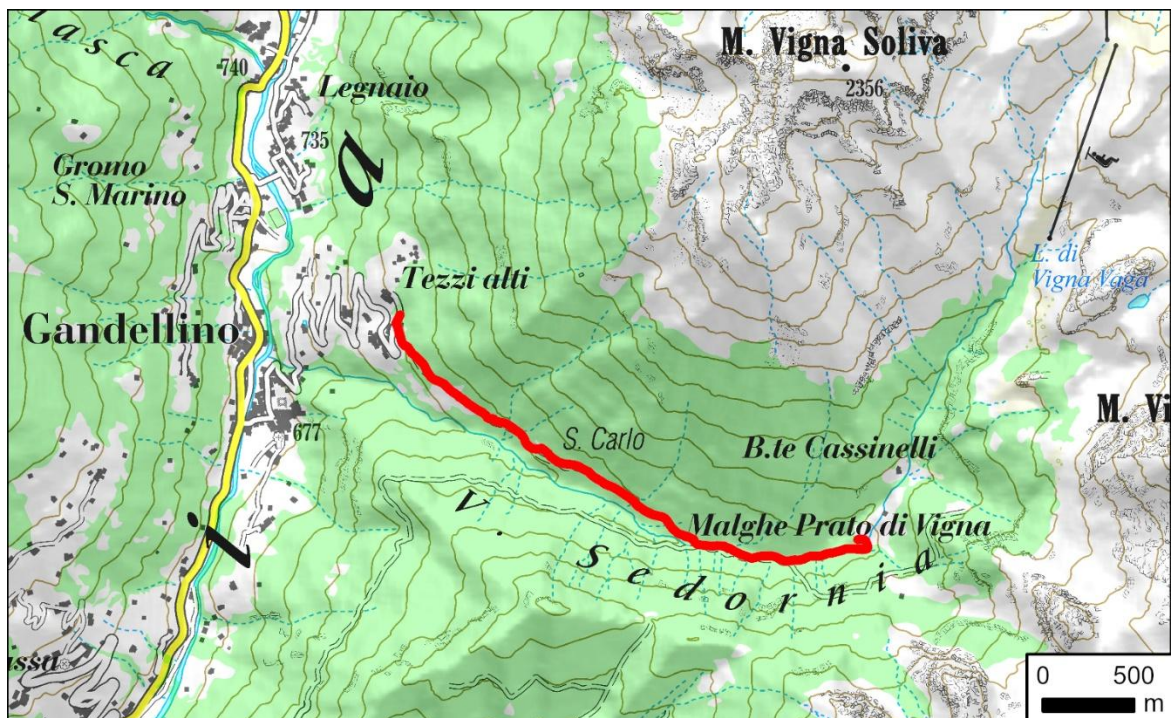 asca
740
Legnaio
735
M. Vigna Soliva
2356
Gromo
S. Marino
a
L. di
Vigna Vaga
Tezzi alti
Gandellino
677
S. Carlo
B.te Cassinelli
M. Vi
Malghe Prato di Vigna
V. Sedornia
i
assa
0 500
m